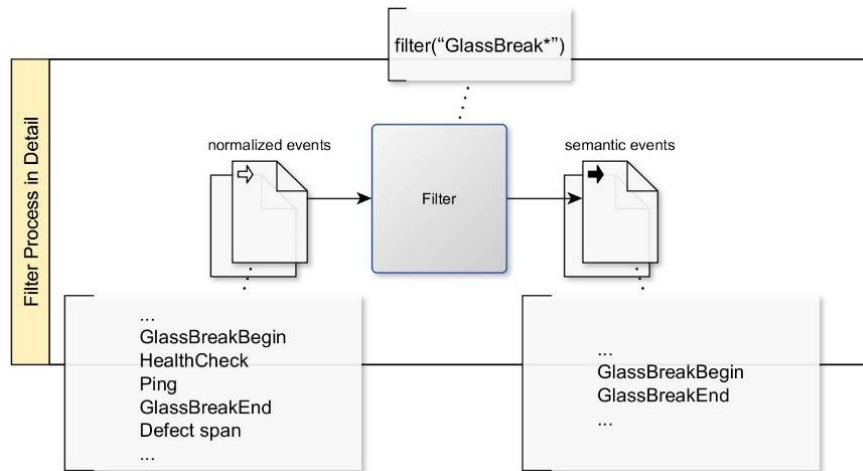 filter(“GlassBreak*”)
Filter Process in Detail
normalized events
Filter
semantic events
...
GlassBreakBegin
HealthCheck
Ping
GlassBreakEnd
Defect span
...
...
GlassBreakBegin
GlassBreakEnd
...